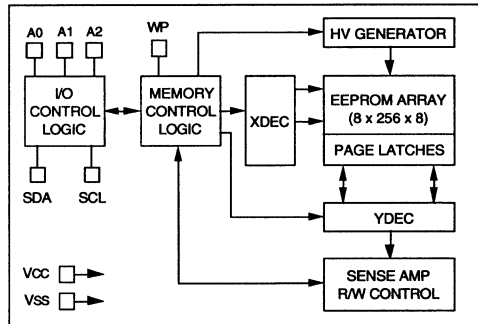 A0 A1 A2
WP
HV GENERATOR
I/O
CONTROL
LOGIC
MEMORY
CONTROL
LOGIC
XDEC
EEPROM ARRAY
(8 x 256 x 8)
PAGE LATCHES
SDA SCL
YDEC
SENSE AMP
R/W CONTROL
VCC
VSS